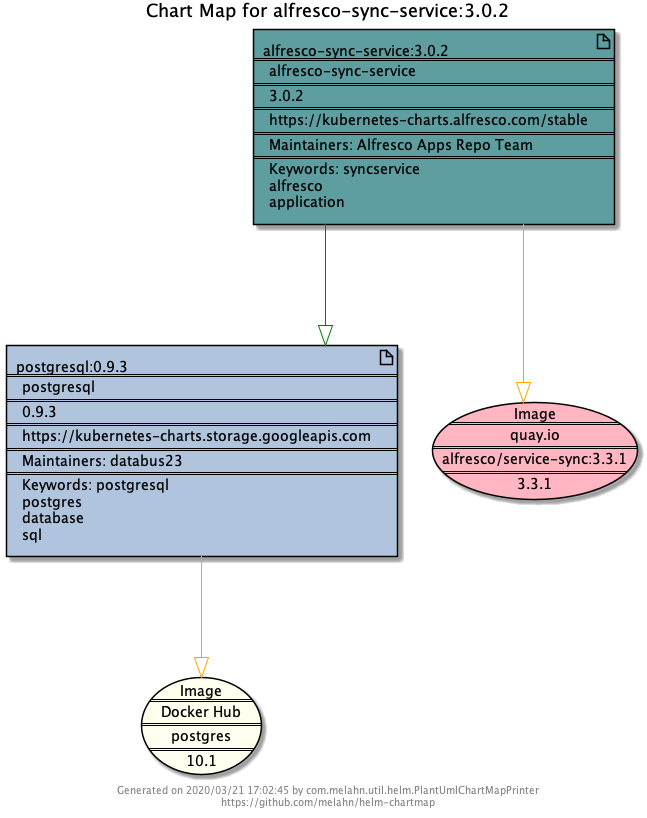 Chart Map for alfresco-sync-service:3.0.2
alfresco-sync-service:3.0.2
alfresco-sync-service
3.0.2
https://kubernetes-charts.alfresco.com/stable
Maintainers: Alfresco Apps Repo Team
Keywords: syncservice
alfresco
application
postgresql:0.9.3
postgresql
0.9.3
https://kubernetes-charts.storage.googleapis.com
Maintainers: databus23
Keywords: postgresql
postgres
database
sql
Image
quay.io
alfresco/service-sync:3.3.1
3.3.1
Image
Docker Hub
postgres
10.1
Generated on 2020/03/21 17:02:45 by com.melahn.util.helm.PlantUmlChartMapPrinter
https://github.com/melahn/helm-chartmap